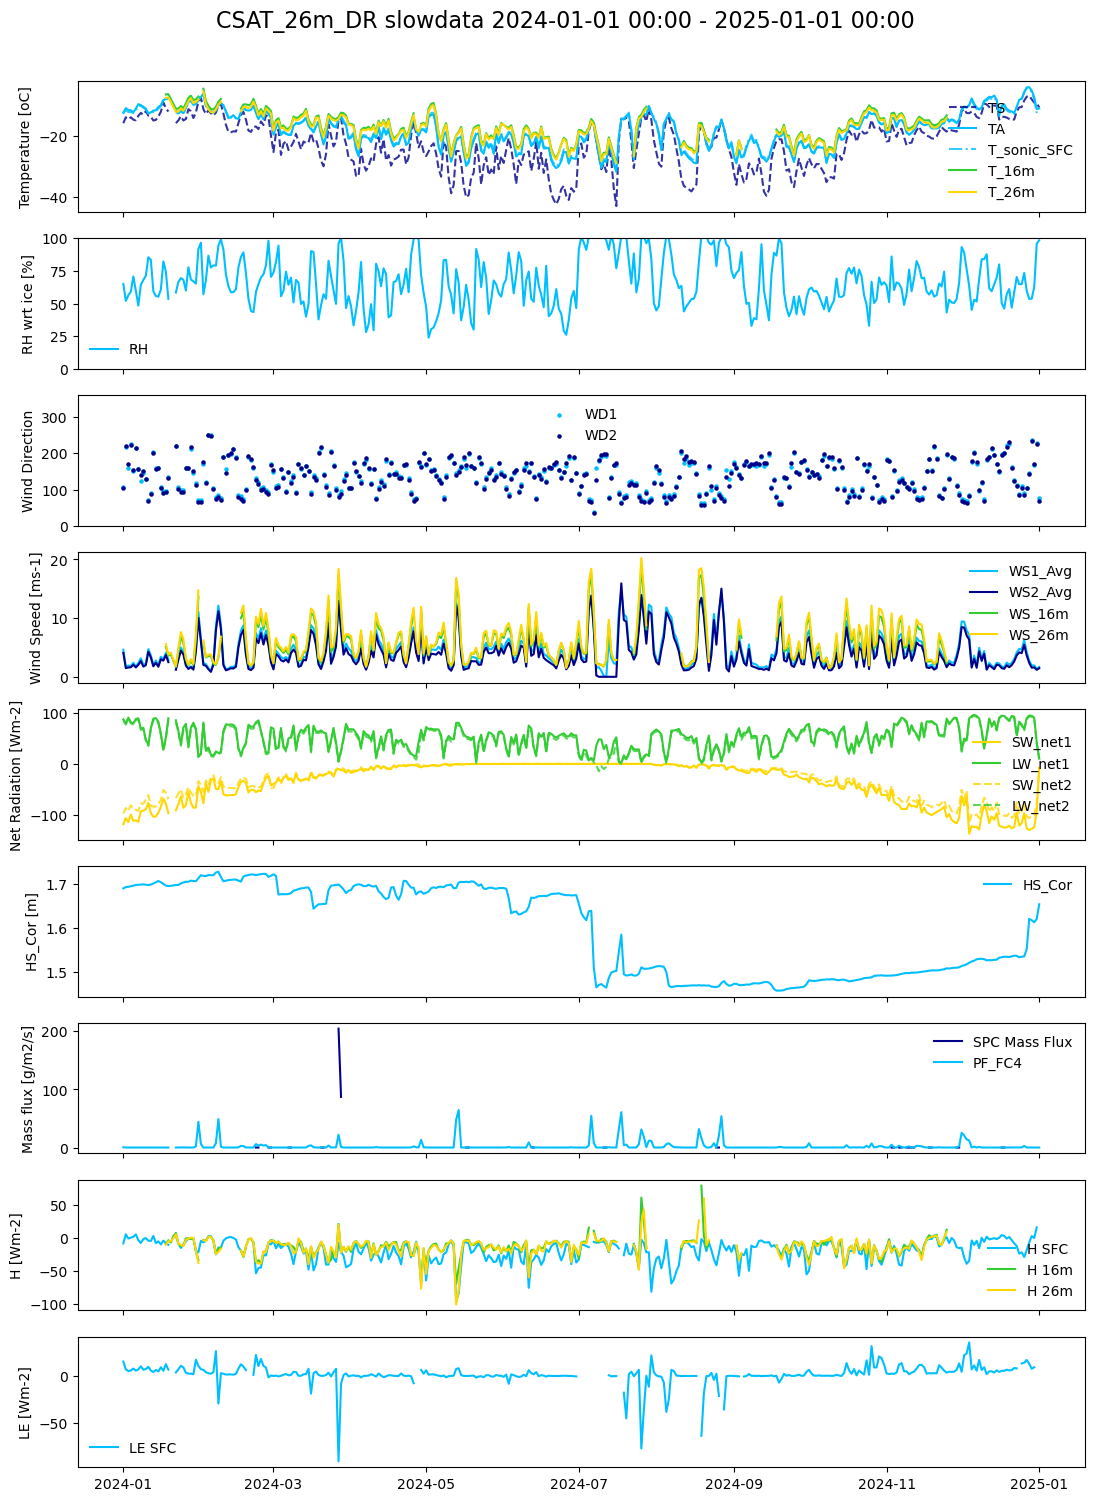 CSAT_26m_DR slowdata 2024-01-01 00:00 - 2025-01-01 00:00
Temperature [oC]
−20
−40
TS
TA
T_sonic_SFC
T_16m
T_26m
RH wrt ice [%]
100
75
50
25
0
RH
Wind Direction
300
200
100
0
WD1
WD2
Wind Speed [ms-1]
20
10
0
WS1_Avg
WS2_Avg
WS_16m
WS_26m
Net Radiation [Wm-2]
100
0
−100
SW_net1
LW_net1
SW_net2
LW_net2
HS_Cor [m]
1.7
1.6
1.5
HS_Cor
Mass flux [g/m2/s]
200
100
0
SPC Mass Flux
PF_FC4
H [Wm-2]
50
0
−50
−100
H SFC
H 16m
H 26m
LE [Wm-2]
0
−50
LE SFC
2024-01
2024-03
2024-05
2024-07
2024-09
2024-11
2025-01